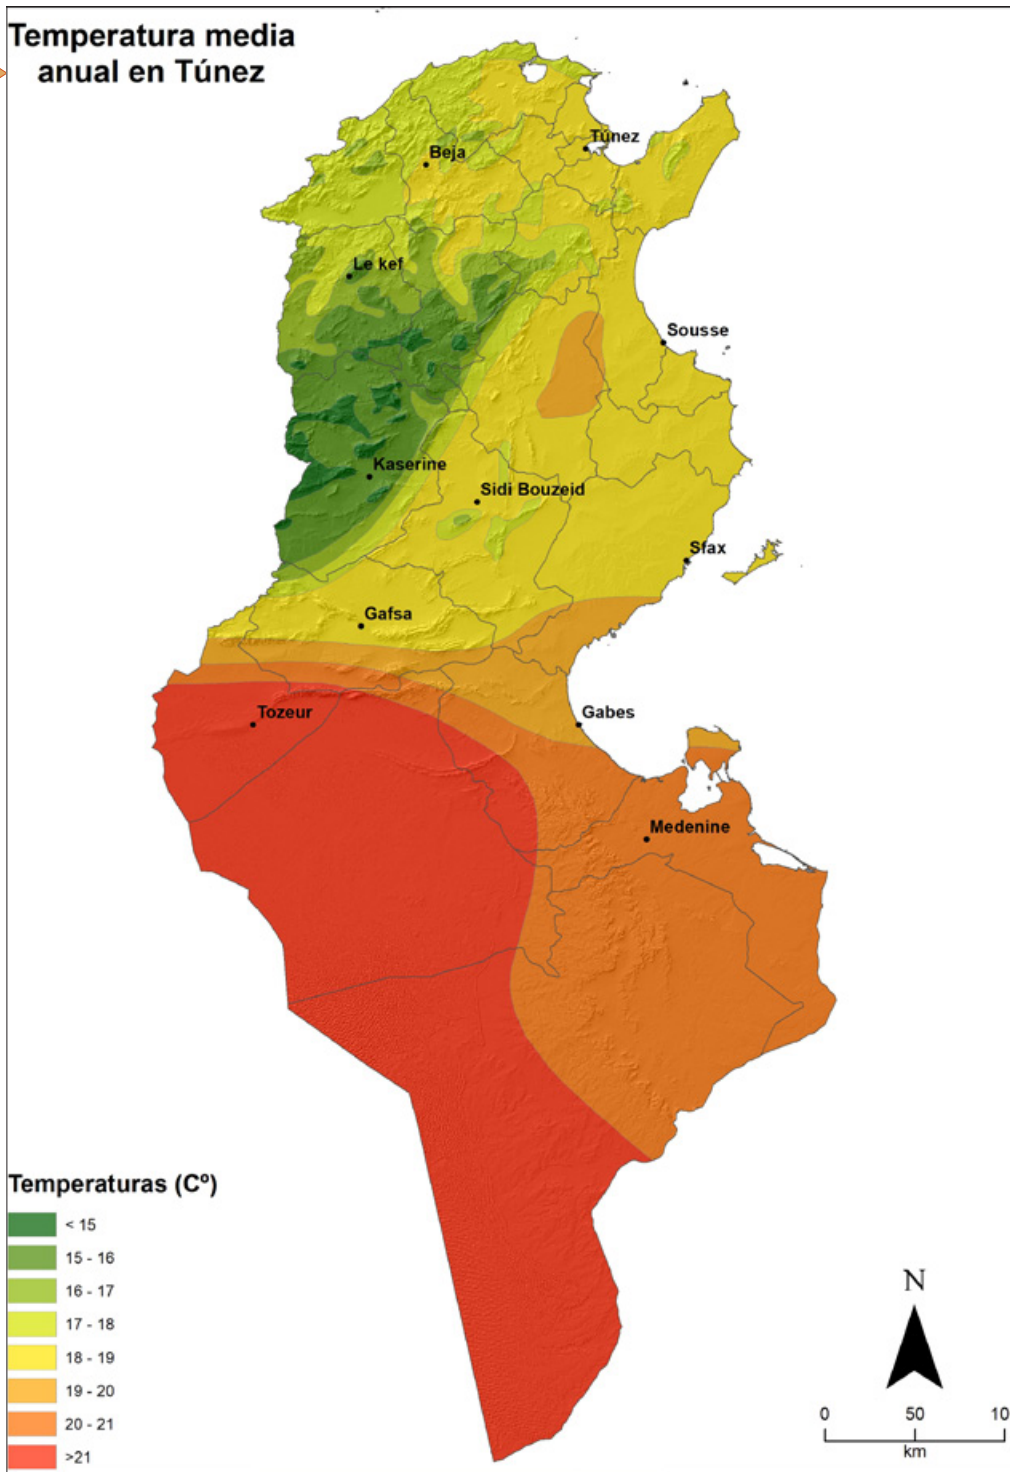 Temperatura media
anual en Túnez
Túnez
Beja
Le kef
Sousse
Kaserine
Sidi Bouzeid
Sfax
Gafsa
Tozeur
Gabes
Medenine
Temperaturas (Cº)
< 15
15 - 16
16 - 17
17 - 18
18 - 19
19 - 20
20 - 21
>21
N
0 50 10
km